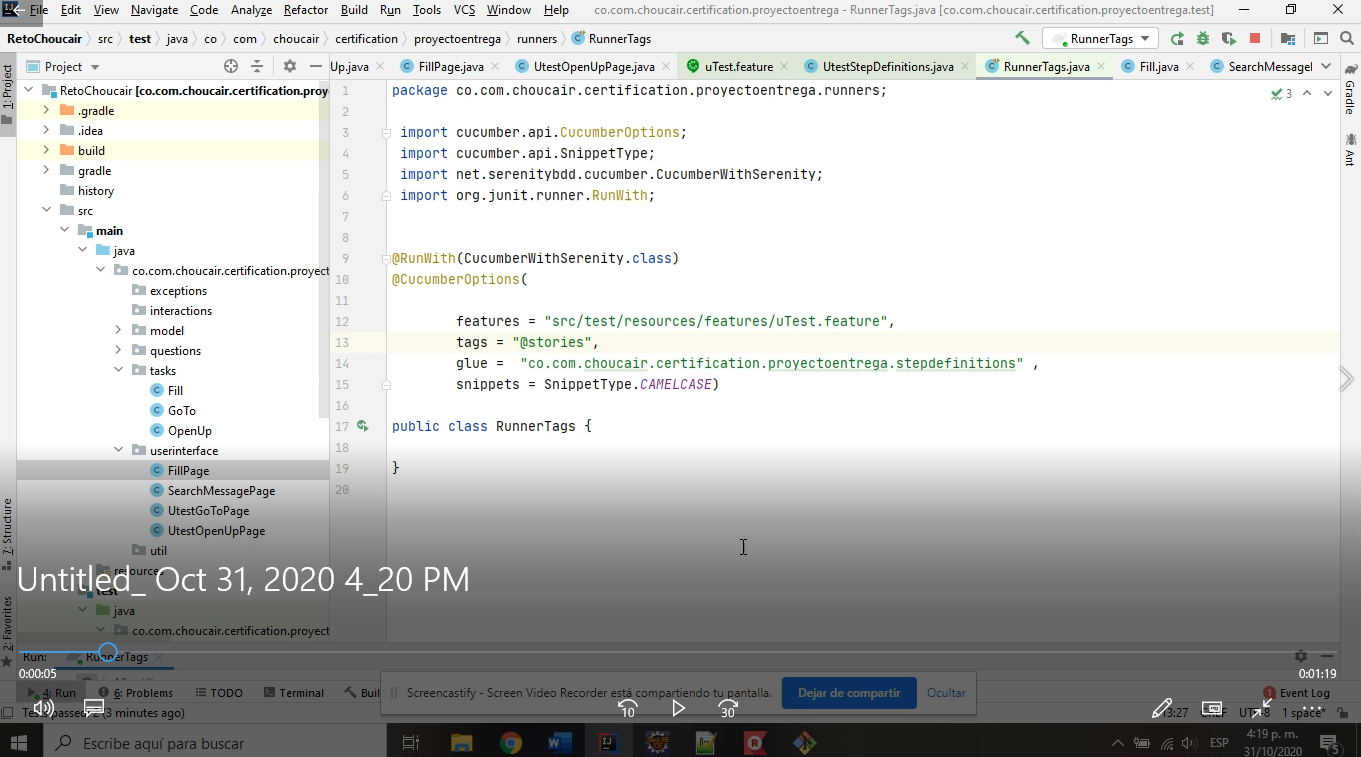 File Edit View Navigate Code Analyze Refactor Build Run Tools VCS Window Help co.com.choucair.certification.proyectoentrega - RunnerTags.java [co.com.choucair.certification.proyectoentrega.test]
RetoChoucair src test java co com choucair certification proyectoentrega runners RunnerTags RunnerTags
Project Up.java FillPage.java UtestOpenUpPage.java uTest.feature UtestStepDefinitions.java RunnerTags.java Fill.java SearchMessageI
1: Project
RetoChoucair [co.com.choucair.certification.proy
.gradle
.idea
build
gradle
history
src
main
java
co.com.choucair.certification.proyect
exceptions
interactions
model
questions
tasks
Fill
GoTo
OpenUp
userinterface
FillPage
SearchMessagePage
UtestGoToPage
UtestOpenUpPage
util
resources
test
java
co.com.choucair.certification.proyect
7: Structure
2: Favorites
1 package co.com.choucair.certification.proyectoentrega.runners;
2
3 import cucumber.api.CucumberOptions;
4 import cucumber.api.SnippetType;
5 import net.serenitybdd.cucumber.CucumberWithSerenity;
6 import org.junit.runner.RunWith;
7
8
9 @RunWith(CucumberWithSerenity.class)
10 @CucumberOptions(
11
12 features = "src/test/resources/features/uTest.feature",
13 tags = "@stories",
14 glue = "co.com.choucair.certification.proyectoentrega.stepdefinitions" ,
15 snippets = SnippetType.CAMELCASE)
16
17 public class RunnerTags {
18
19 }
20
3
Gradle
Ant
Untitled_ Oct 31, 2020 4_20 PM
Run: RunnerTags
0:00:05 0:01:19
4: Run 6: Problems TODO Terminal Buil
Screencastify - Screen Video Recorder está compartiendo tu pantalla. Dejar de compartir Ocultar
1 Event Log
10 30
Tests passed: 2 (3 minutes ago) 13:27 CRLF UTF-8 1 space*
Escribe aquí para buscar
ESP 4:19 p. m.
31/10/2020 5